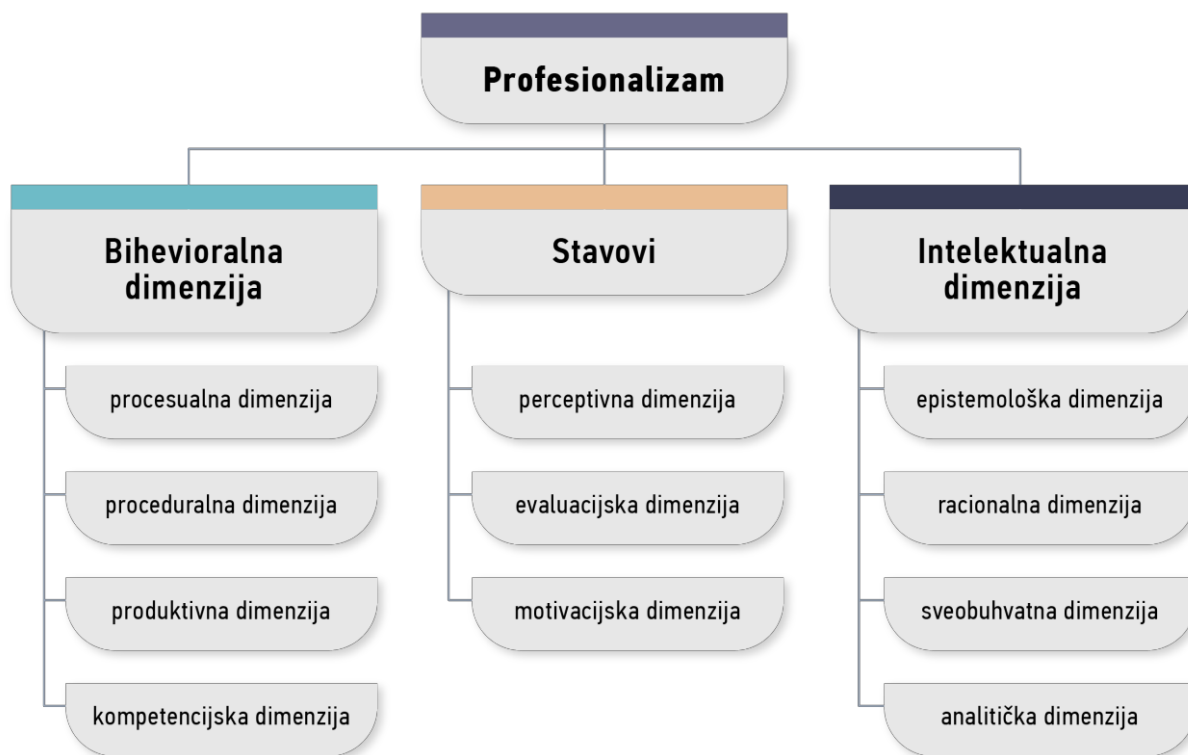 Profesionalizam
Bihevioralna
dimenzija
procesualna dimenzija
proceduralna dimenzija
produktivna dimenzija
kompetencijska dimenzija
Stavovi
perceptivna dimenzija
evaluacijska dimenzija
motivacijska dimenzija
Intelektualna
dimenzija
epistemološka dimenzija
racionalna dimenzija
sveobuhvatna dimenzija
analitička dimenzija